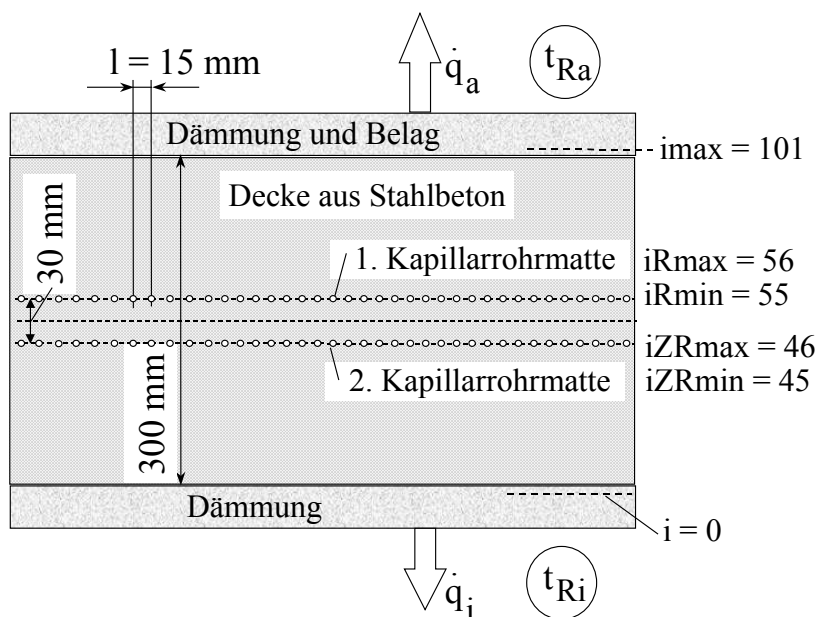 l = 15 mm
q̇a
tRa
Dämmung und Belag
imax = 101
Decke aus Stahlbeton
30 mm
1. Kapillarrohrmatte
iRmax = 56
iRmin = 55
iZRmax = 46
2. Kapillarrohrmatte
iZRmin = 45
300 mm
Dämmung
i = 0
q̇i
tRi